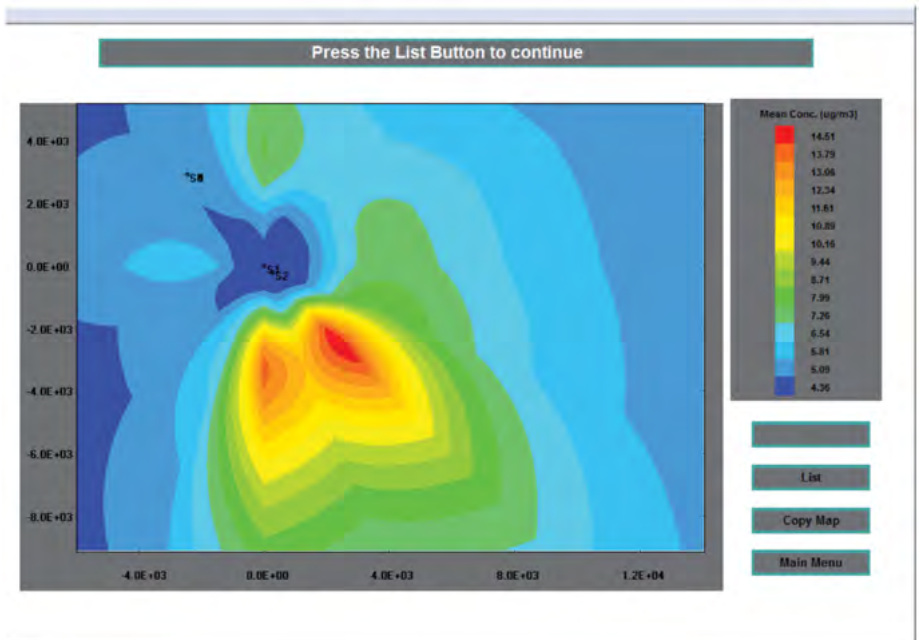 Press the List Button to continue
Mean Conc. (ug/m3)
14.51
13.79
13.06
12.34
11.61
10.89
10.16
9.44
8.71
7.99
7.26
6.54
5.81
5.09
4.36
4.0E+03
2.0E+03
0.0E+00
-2.0E+03
-4.0E+03
-6.0E+03
-8.0E+03
S1
S2
-4.0E+03
0.0E+00
4.0E+03
8.0E+03
1.2E+04
List
Copy Map
Main Menu